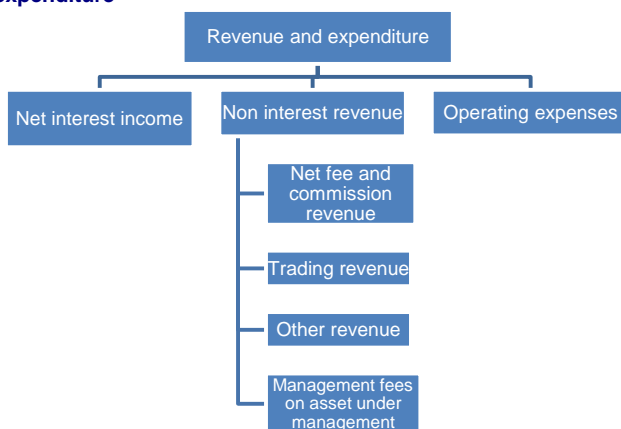 expenditure
Revenue and expenditure
Net interest income
Non interest revenue
Operating expenses
Net fee and
commission
revenue
Trading revenue
Other revenue
Management fees
on asset under
management